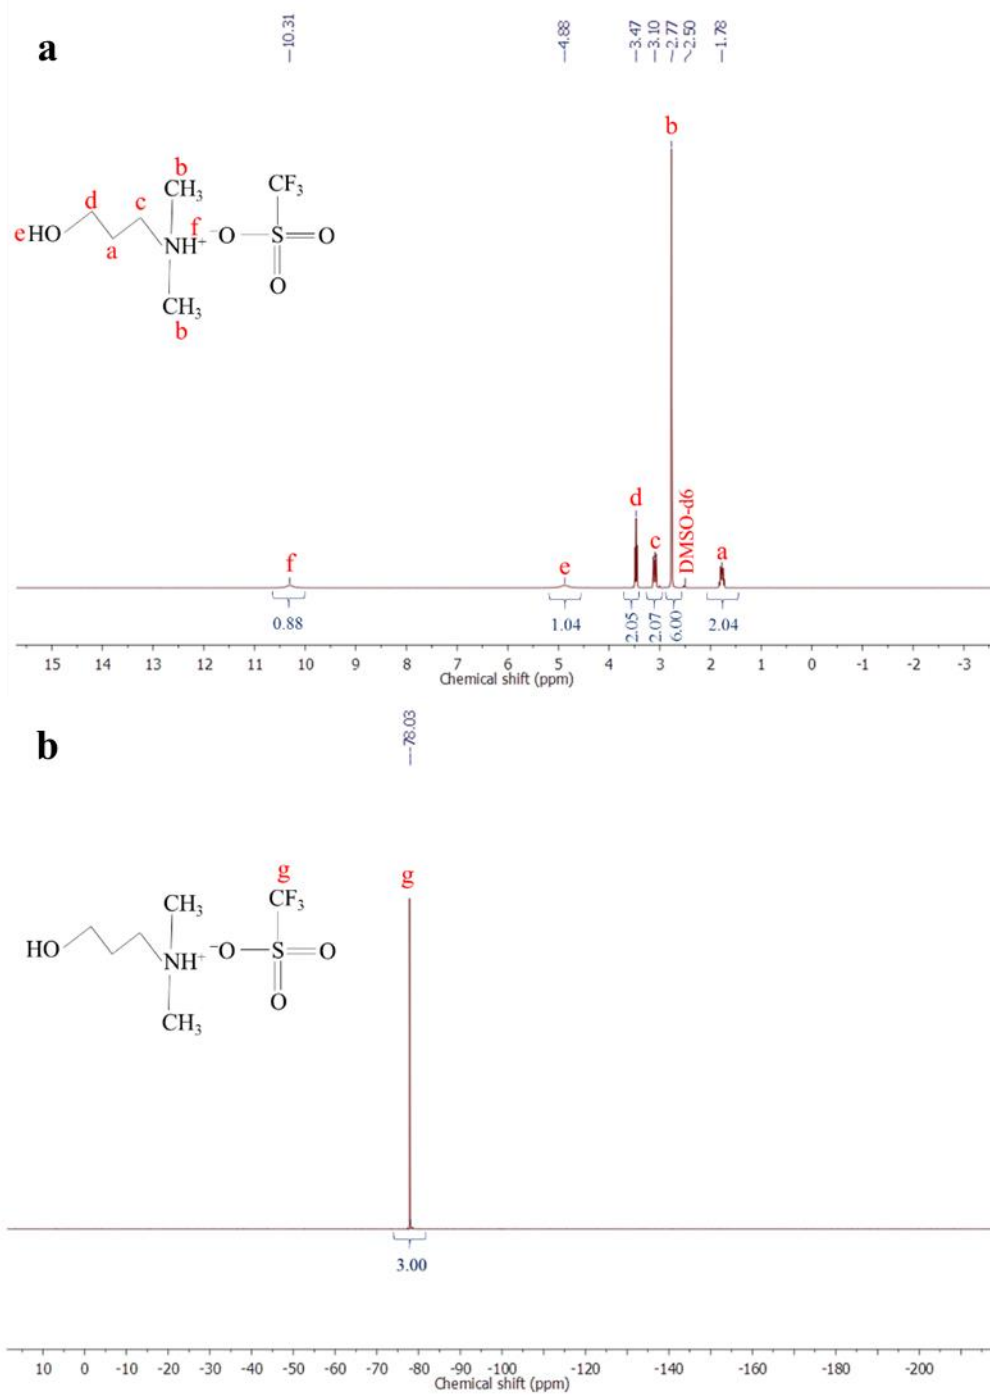 a
10.31
4.88
3.47
3.10
2.77
2.50
1.78
b
b
CH3
CF3
d
c
eHO
f
a
NH+
-O
S
O
CH3
O
b
d
DMSO-d6
c
a
f
e
0.88
1.04
2.05
2.07
6.00
2.04
15 14 13 12 11 10 9 8 7 6 5 4 3 2 1 0 -1 -2 -3
Chemical shift (ppm)
-78.03
b
g
g
CH3
CF3
HO
NH+
-O
S
O
CH3
O
3.00
10 0 -10 -20 -30 -40 -50 -60 -70 -80 -90 -100 -120 -140 -160 -180 -200
Chemical shift (ppm)